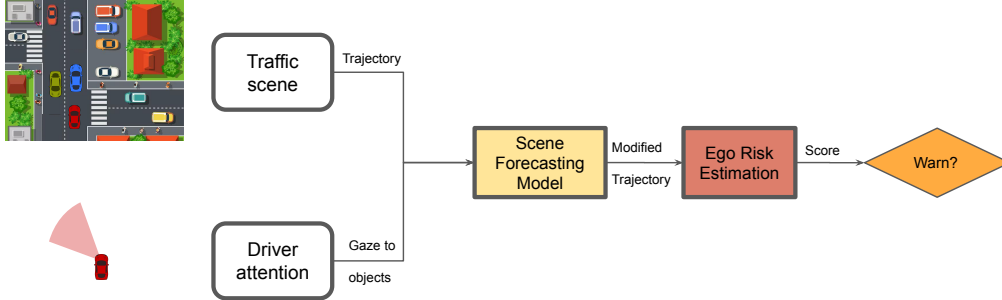 Traffic
scene
Trajectory
Scene
Forecasting
Model
Modified
Trajectory
Ego Risk
Estimation
Score
Warn?
Driver
attention
Gaze to
objects